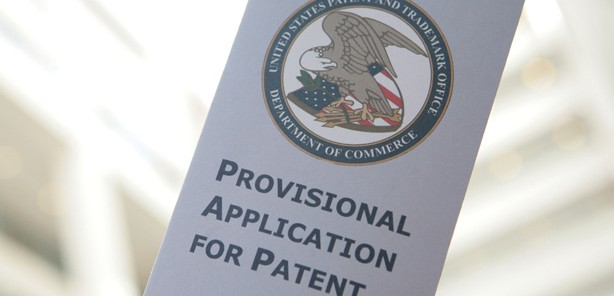 UNITED STATES PATENT AND TRADEMARK OFFICE
DEPARTMENT OF COMMERCE
PROVISIONAL
APPLICATION
FOR PATENT